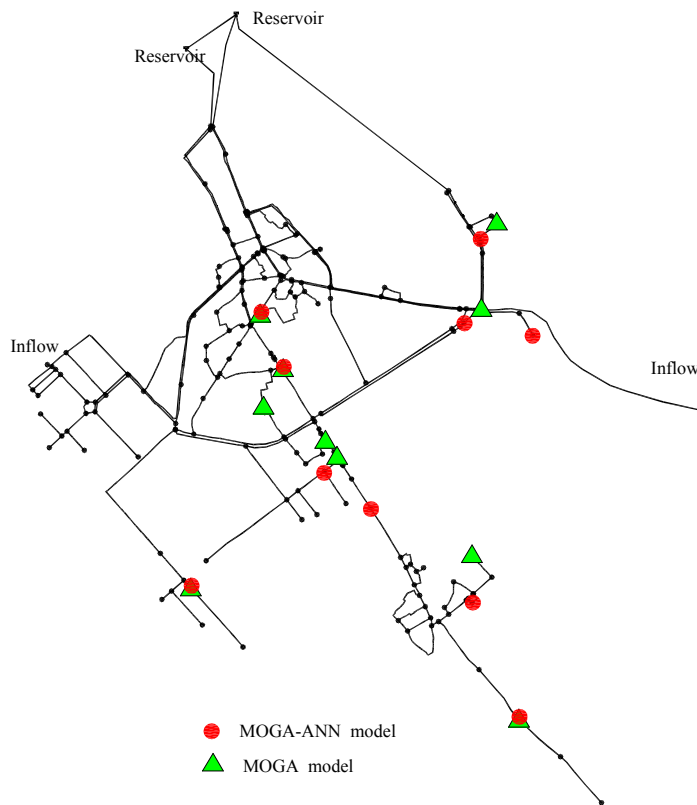 Reservoir
Reservoir
Inflow
Inflow
MOGA-ANN model
MOGA model